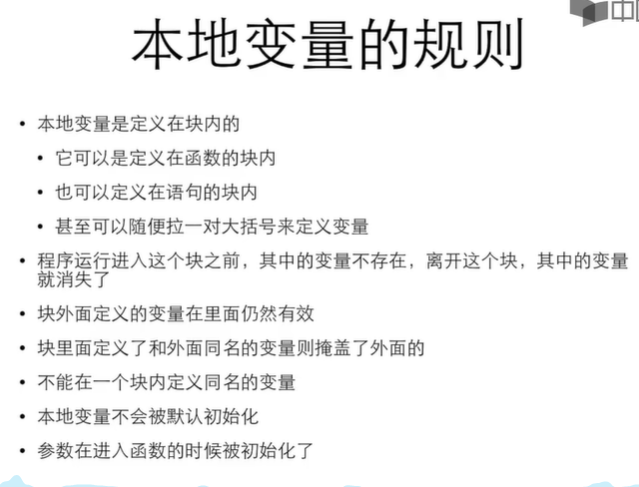 本地变量的规则
• 本地变量是定义在块内的
• 它可以是定义在函数的块内
• 也可以定义在语句的块内
• 甚至可以随便拉一对大括号来定义变量
• 程序运行进入这个块之前，其中的变量不存在，离开这个块，其中的变量
就消失了
• 块外面定义的变量在里面仍然有效
• 块里面定义了和外面同名的变量则掩盖了外面的
• 不能在一个块内定义同名的变量
• 本地变量不会被默认初始化
• 参数在进入函数的时候被初始化了